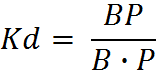 Kd = BP / B · P